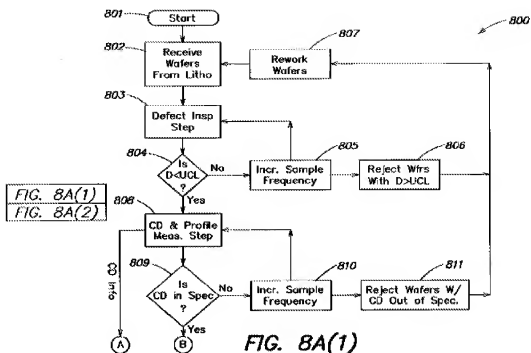 801
Start
800
802
Receive
Wafers
From Litho
807
Rework
Wafers
803
Defect Insp
Step
804
Is
D<UCL
?
No
Yes
805
Incr. Sample
Frequency
806
Reject Wfrs
With D>UCL
FIG. 8A(1)
FIG. 8A(2)
808
CD & Profile
Meas. Step
CD Info
809
Is
CD in Spec
?
No
Yes
810
Incr. Sample
Frequency
811
Reject Wafers W/
CD Out of Spec.
A
B
FIG. 8A(1)